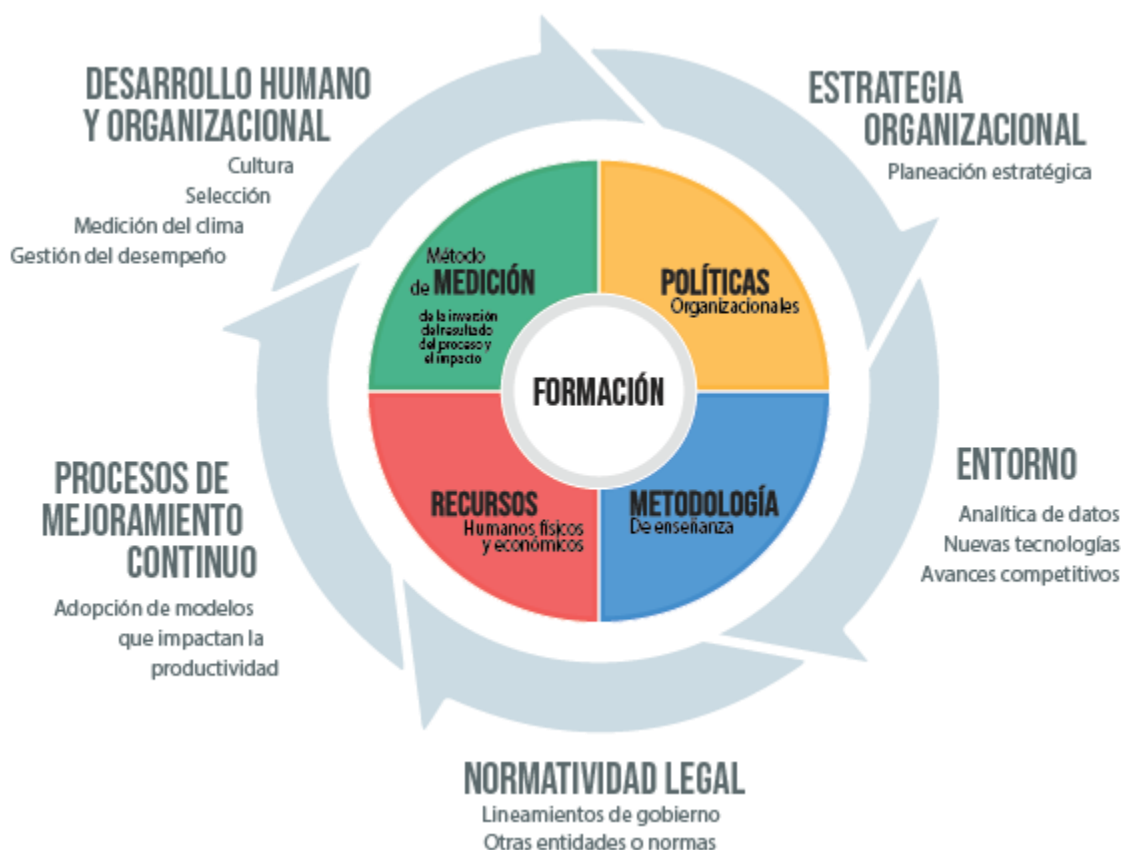 DESARROLLO HUMANO
Y ORGANIZACIONAL
Cultura
Selección
Medición del clima
Gestión del desempeño
ESTRATEGIA
ORGANIZACIONAL
Planeación estratégica
Método
de MEDICIÓN
de la inversión
del resultado
del proceso y
el impacto
POLÍTICAS
Organizacionales
FORMACIÓN
RECURSOS
Humanos físicos
y económicos
METODOLOGÍA
De enseñanza
ENTORNO
Analítica de datos
Nuevas tecnologías
Avances competitivos
PROCESOS DE
MEJORAMIENTO
CONTINUO
Adopción de modelos
que impactan la
productividad
NORMATIVIDAD LEGAL
Lineamientos de gobierno
Otras entidades o normas